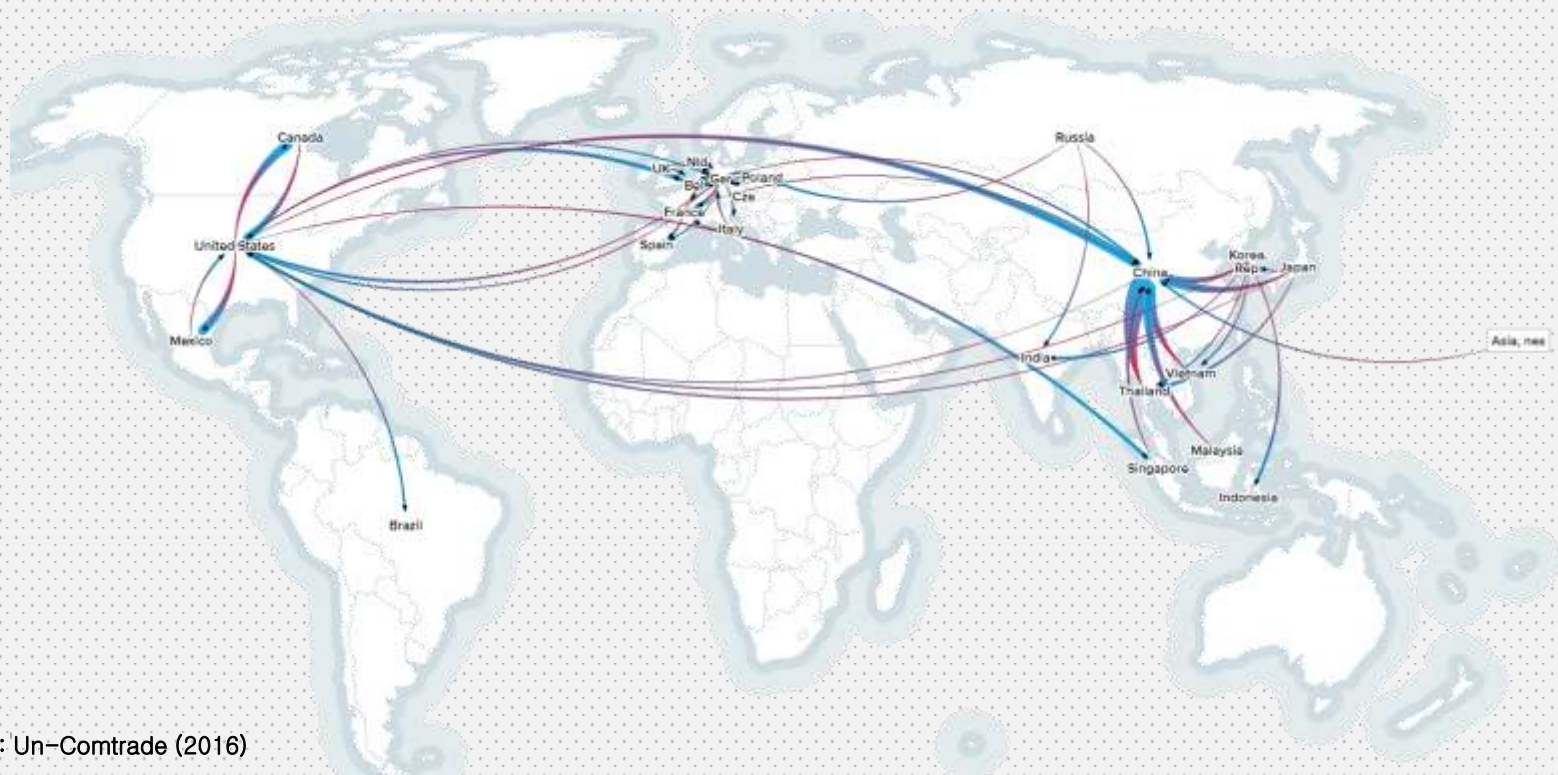 Canada
Russia
UK
Nld
Bel
Ger
Poland
Cze
France
Italy
Spain
United States
Korea
Rep
Japan
China
Mexico
Asia, nes
India
Vietnam
Thailand
Malaysia
Singapore
Indonesia
Brazil
: Un-Comtrade (2016)